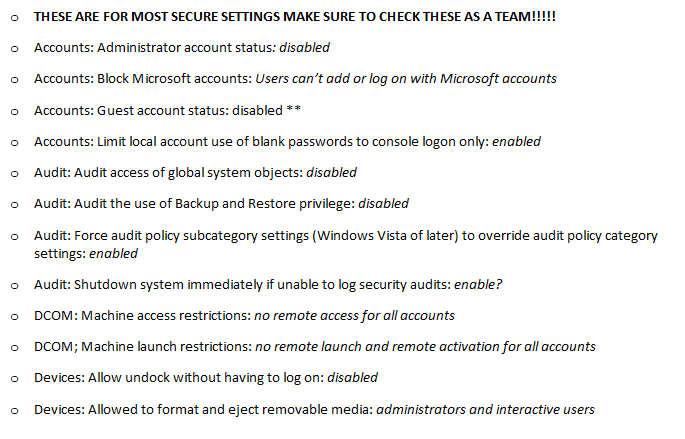 o THESE ARE FOR MOST SECURE SETTINGS MAKE SURE TO CHECK THESE AS A TEAM!!!!!
o Accounts: Administrator account status: disabled
o Accounts: Block Microsoft accounts: Users can't add or log on with Microsoft accounts
o Accounts: Guest account status: disabled **
o Accounts: Limit local account use of blank passwords to console logon only: enabled
o Audit: Audit access of global system objects: disabled
o Audit: Audit the use of Backup and Restore privilege: disabled
o Audit: Force audit policy subcategory settings (Windows Vista of later) to override audit policy category
settings: enabled
o Audit: Shutdown system immediately if unable to log security audits: enable?
o DCOM: Machine access restrictions: no remote access for all accounts
o DCOM; Machine launch restrictions: no remote launch and remote activation for all accounts
o Devices: Allow undock without having to log on: disabled
o Devices: Allowed to format and eject removable media: administrators and interactive users